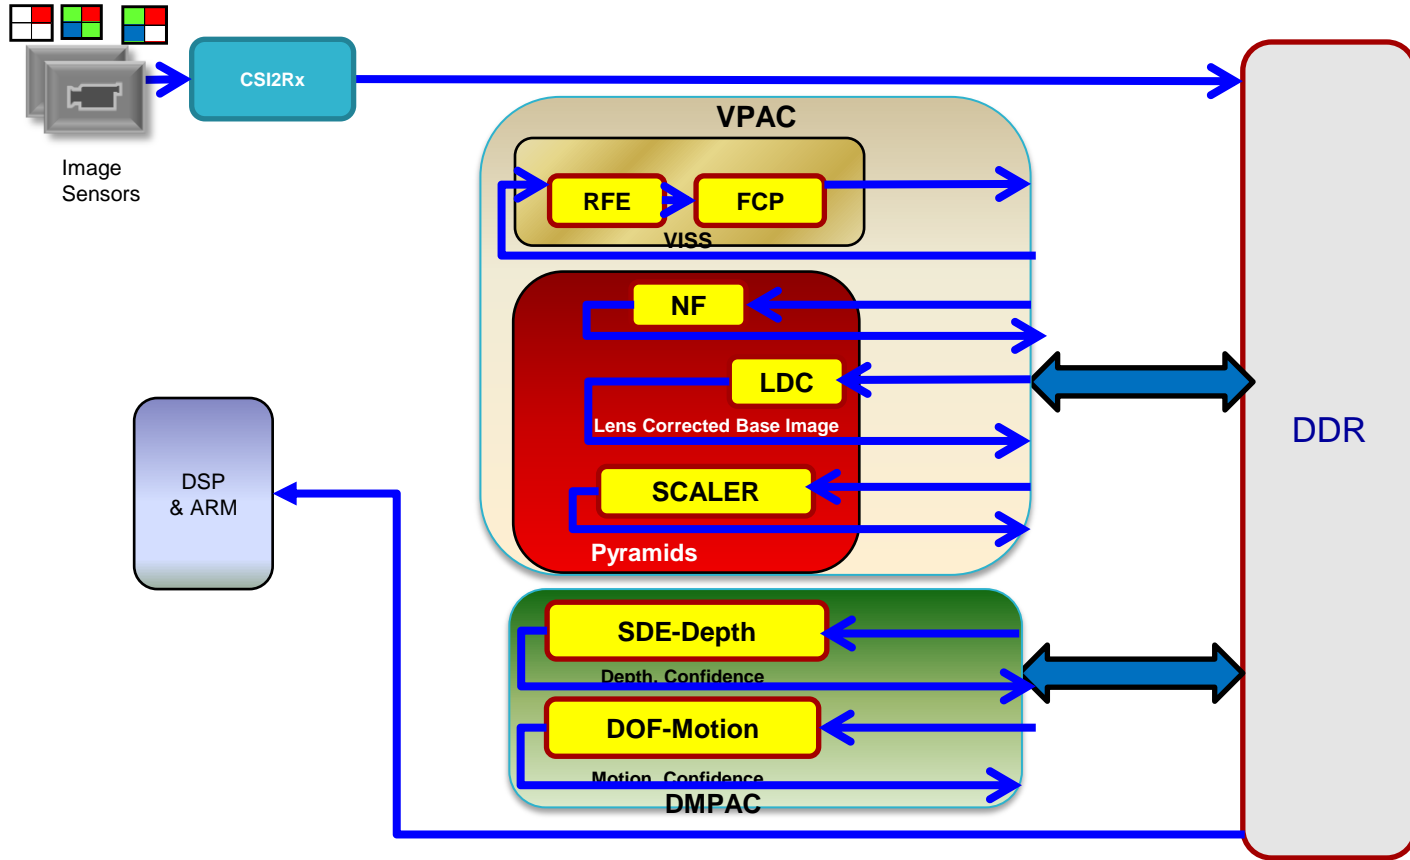 CSI2Rx
Image
Sensors
VPAC
RFE
FCP
VISS
NF
LDC
Lens Corrected Base Image
SCALER
Pyramids
DSP
& ARM
DDR
SDE-Depth
Depth, Confidence
DOF-Motion
Motion, Confidence
DMPAC